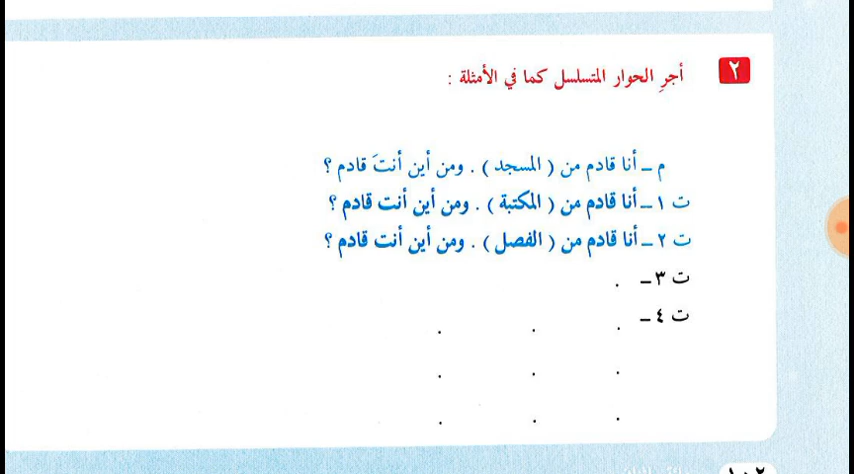 ٢ أجرِ الحوار المتسلسل كما في الأمثلة :
م ـ أنا قادم من ( المسجد ) . ومن أين أنتَ قادم ؟
ت ١ ـ أنا قادم من ( المكتبة ) . ومن أين أنت قادم ؟
ت ٢ ـ أنا قادم من ( الفصل ) . ومن أين أنت قادم ؟
ت ٣ ـ .
ت ٤ ـ . . .
. . .
. . .